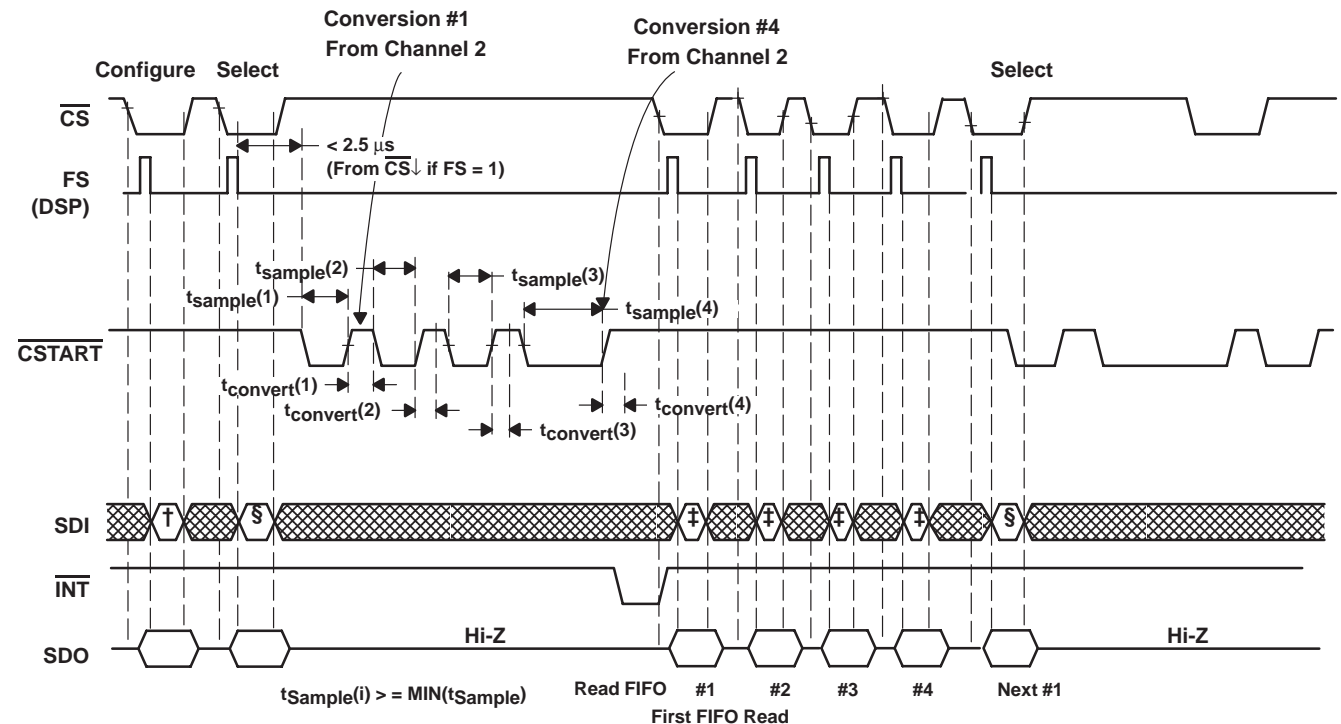 Conversion #1
From Channel 2
Conversion #4
From Channel 2
Configure
Select
Select
CS
< 2.5 μs
(From CS↓ if FS = 1)
FS
(DSP)
tsample(2)
tsample(3)
tsample(1)
tsample(4)
CSTART
tconvert(1)
tconvert(4)
tconvert(2)
tconvert(3)
SDI
†
§
‡
‡
‡
‡
§
INT
Hi-Z
Hi-Z
SDO
tSample(i) > = MIN(tSample)
Read FIFO
#1
#2
#3
#4
Next #1
First FIFO Read